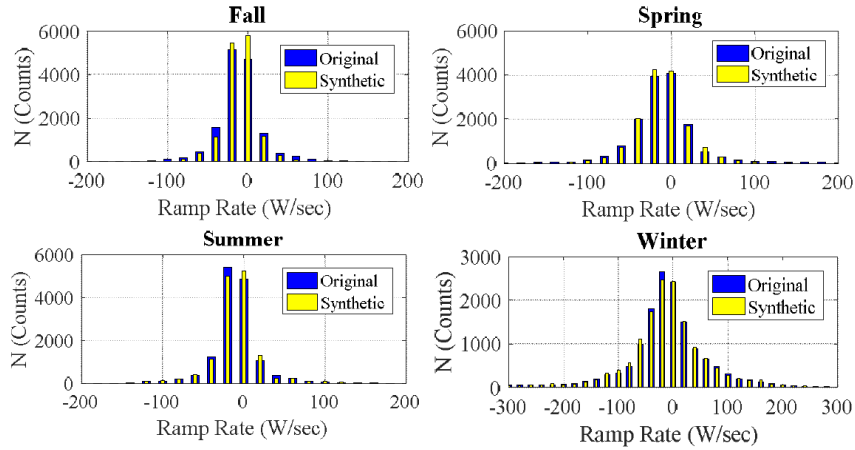 Fall
6000
4000
2000
0
N (Counts)
Original
Synthetic
-200
-100
0
100
200
Ramp Rate (W/sec)
Spring
6000
4000
2000
0
N (Counts)
Original
Synthetic
-200
-100
0
100
200
Ramp Rate (W/sec)
Summer
6000
4000
2000
0
N (Counts)
Original
Synthetic
-200
-100
0
100
200
Ramp Rate (W/sec)
Winter
3000
2000
1000
0
N (Counts)
Original
Synthetic
-300
-200
-100
0
100
200
300
Ramp Rate (W/sec)